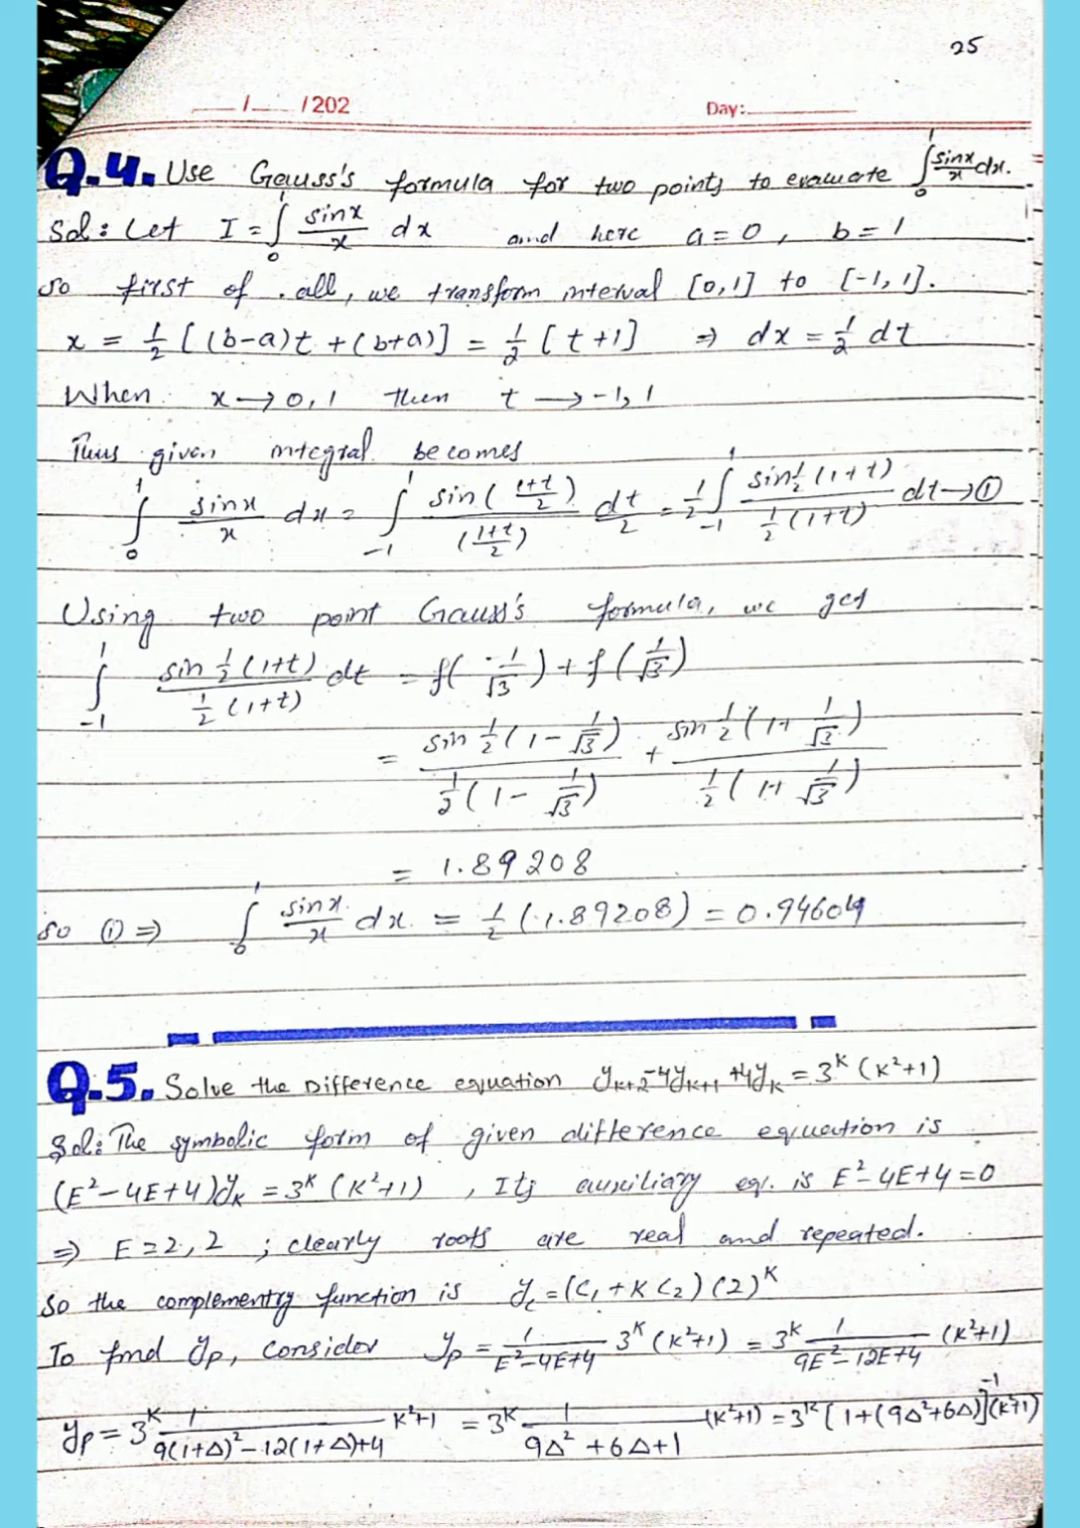 25
/ /202 Day:
Q.4. Use Gauss's formula for two points to evaluate ∫₀¹ sinx/x dx.
Sol: Let I = ∫₀¹ sinx/x dx and here a = 0, b = 1
so first of all, we transform interval [0,1] to [-1, 1].
x = 1/2 [(b-a)t + (b+a)] = 1/2 [t+1] ⇒ dx = 1/2 dt
When x → 0, 1 then t → -1, 1
Thus given integral becomes
∫₀¹ sinx/x dx = ∫₋₁¹ sin((1+t)/2)/((1+t)/2) dt/2 = 1/2 ∫₋₁¹ sin 1/2 (1+t) / 1/2 (1+t) dt → ①
Using two point Gauss's formula, we get
∫₋₁¹ sin 1/2 (1+t) / 1/2 (1+t) dt = f(-1/√3) + f(1/√3)
= sin 1/2 (1 - 1/√3) / 1/2 (1 - 1/√3) + sin 1/2 (1+ 1/√3) / 1/2 (1+ 1/√3)
= 1.89208
so ① ⇒ ∫₀¹ sinx/x dx = 1/2 (1.89208) = 0.94604
Q.5. Solve the Difference equation yₖ₊₂-4yₖ₊₁+4yₖ = 3ᴷ (K²+1)
Sol: The symbolic form of given difference equation is
(E²-4E+4)yₖ = 3ᴷ (K²+1) , Its auxiliary eq. is E²-4E+4=0
⇒ E=2, 2 ; clearly roots are real and repeated.
So the complementry function is y_c = (C₁+K C₂) (2)ᴷ
To find yp, consider yp = 1/(E²-4E+4) 3ᴷ (K²+1) = 3ᴷ 1/(9E²-12E+4) (K²+1)
yp = 3ᴷ 1/(9(1+Δ)²-12(1+Δ)+4) K²+1 = 3ᴷ 1/(9Δ²+6Δ+1) (K²+1) = 3ᴷ [1+(9Δ²+6Δ)]⁻¹(K²+1)